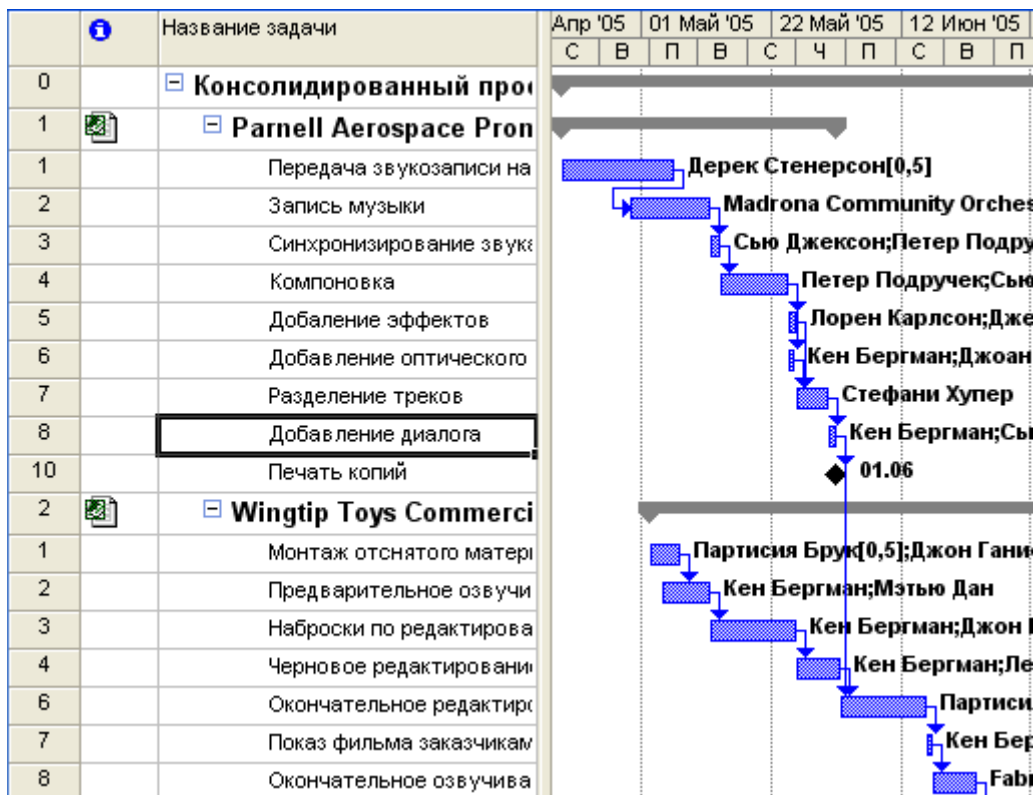 Название задачи
Апр '05 01 Май '05 22 Май '05 12 Июн '05
С В П В С Ч П С В П
0 Консолидированный прое
1 Parnell Aerospace Pron
1 Передача звукозаписи на Дерек Стенерсон[0,5]
2 Запись музыки Madrona Community Orches
3 Синхронизирование звука Сью Джексон;Петер Подру
4 Компоновка Петер Подручек;Сью
5 Добаление эффектов Лорен Карлсон;Дже
6 Добавление оптического Кен Бергман;Джоан
7 Разделение треков Стефани Хупер
8 Добавление диалога Кен Бергман;Сы
10 Печать копий 01.06
2 Wingtip Toys Commerci
1 Монтаж отснятого матери Партисия Брук[0,5];Джон Гани
2 Предварительное озвучи Кен Бергман;Мэтью Дан
3 Наброски по редактирова Кен Бергман;Джон
4 Черновое редактировани Кен Бергман;Ле
6 Окончательное редактиро Партиси
7 Показ фильма заказчикам Кен Бер
8 Окончательное озвучива Fabr